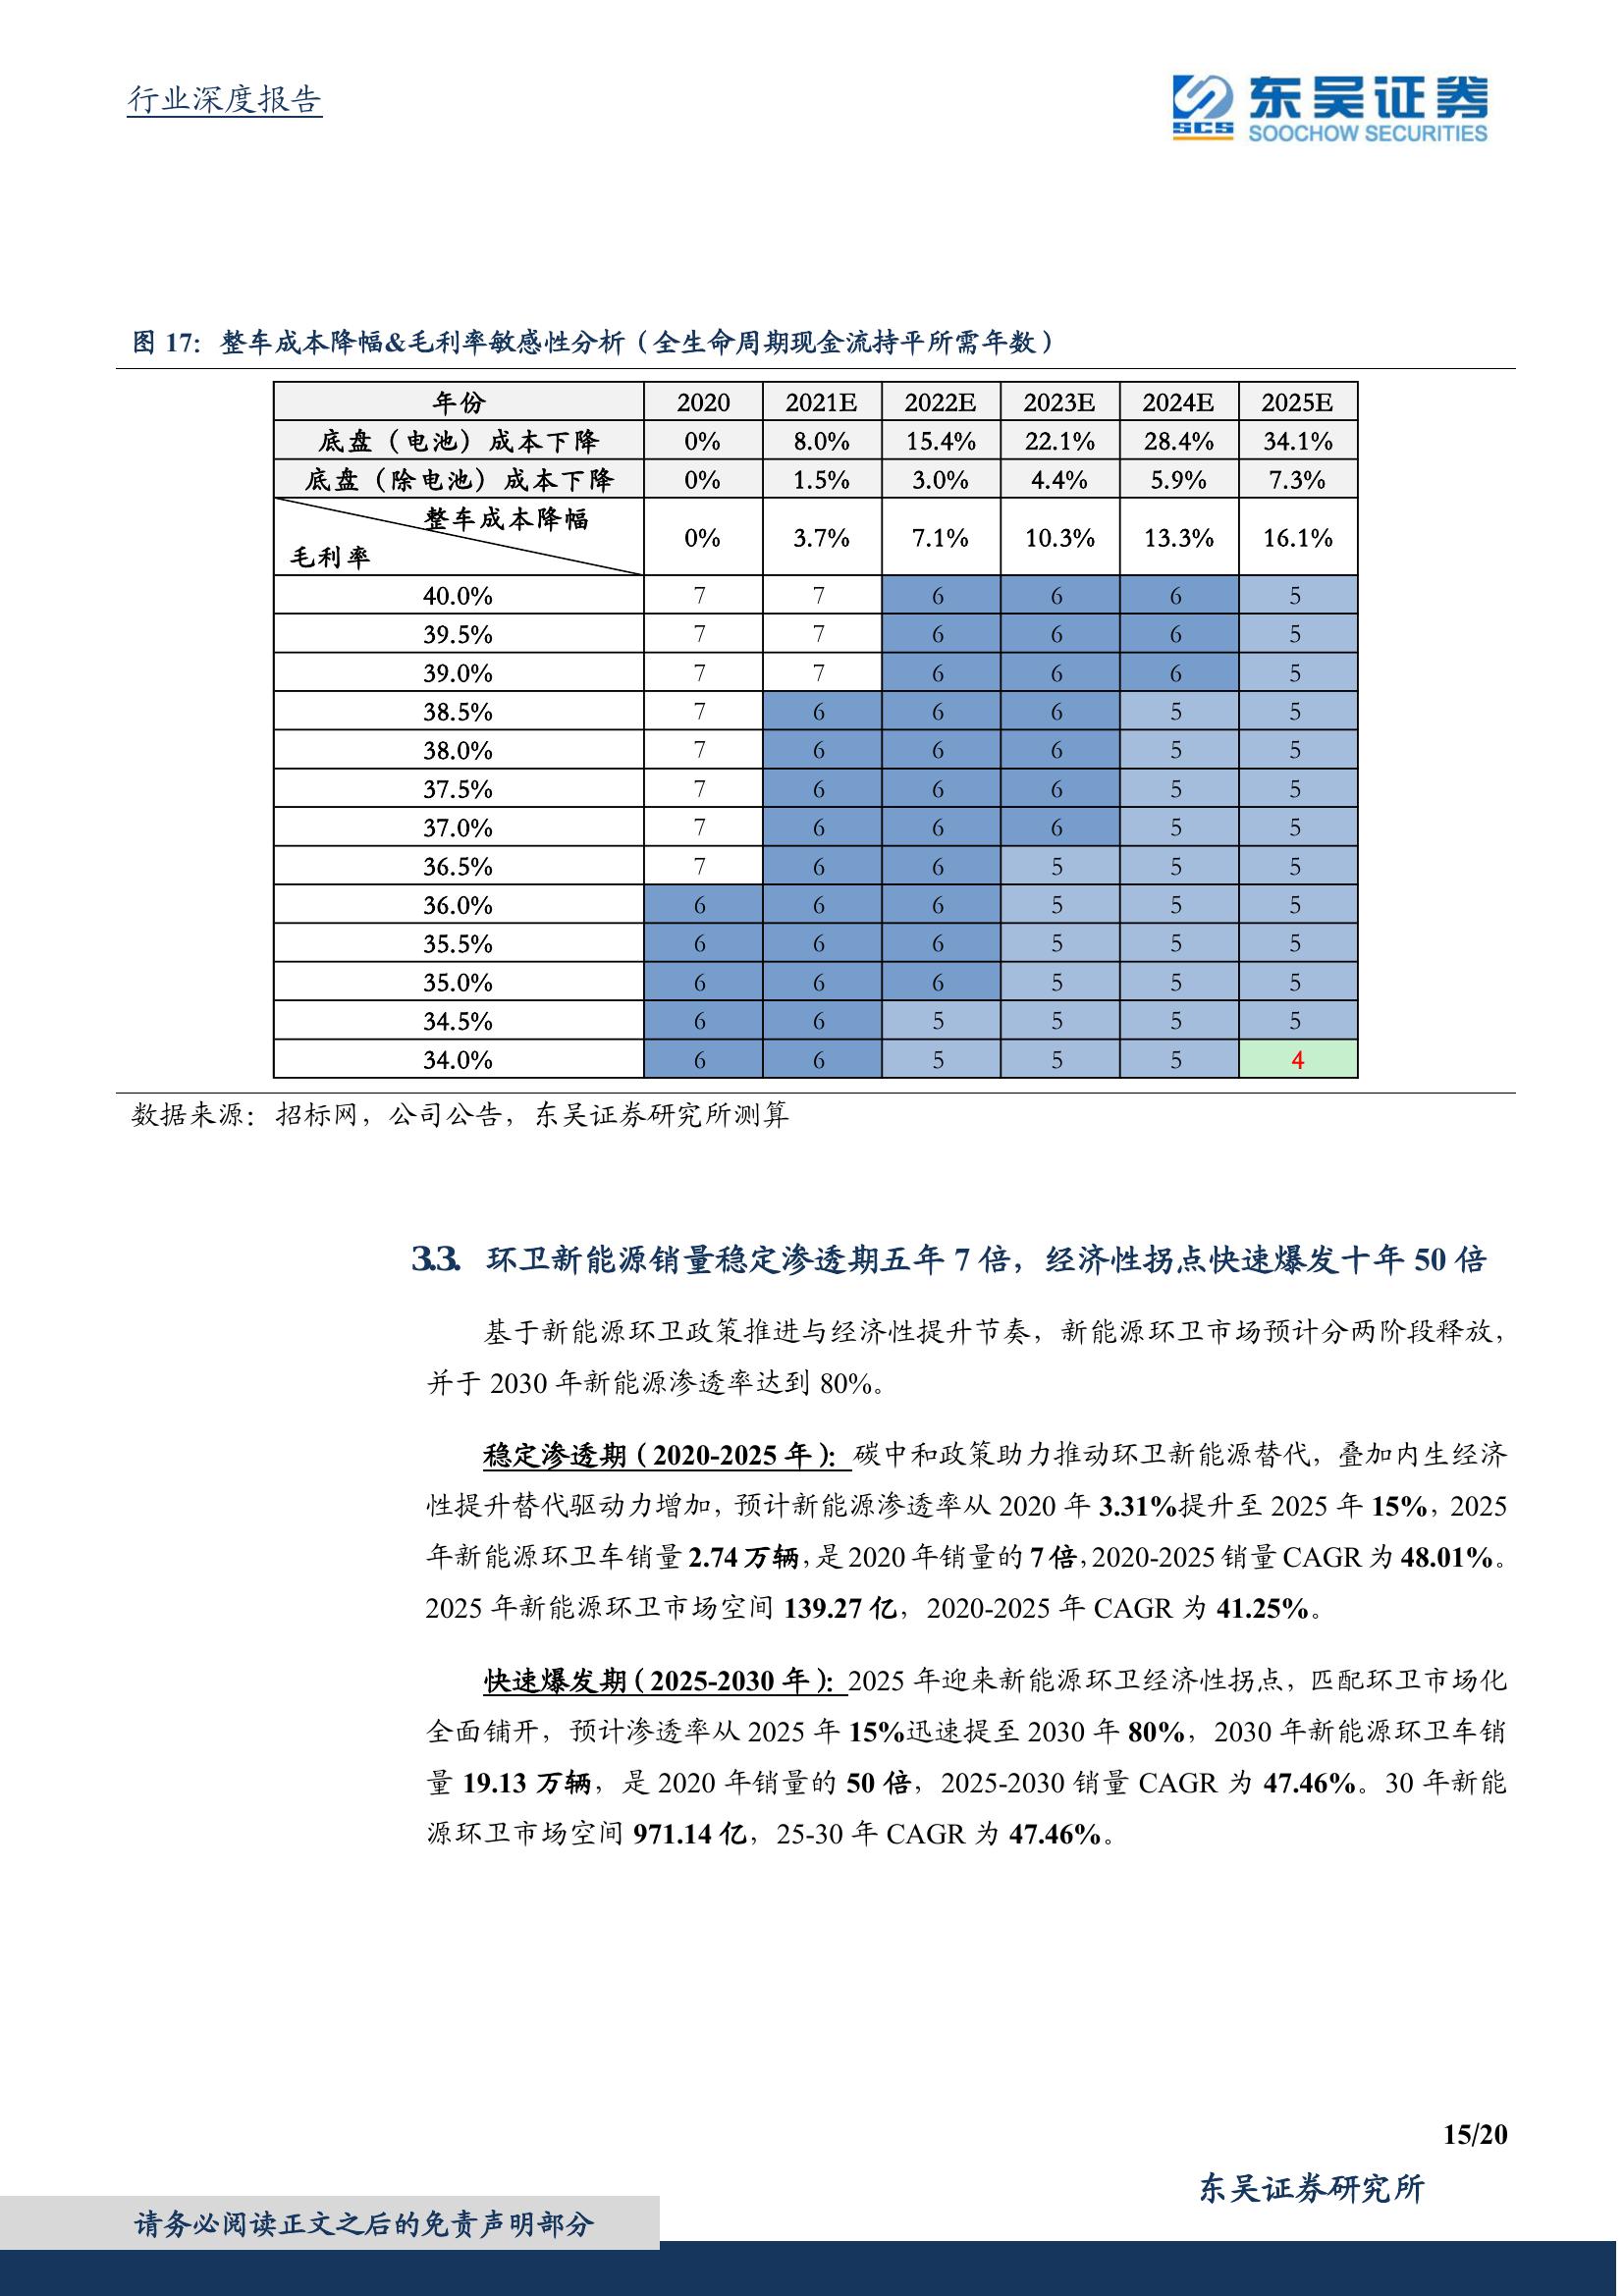 行业深度报告
东吴证券
SCS SOOCHOW SECURITIES
图 17：整车成本降幅&毛利率敏感性分析（全生命周期现金流持平所需年数）
年份 2020 2021E 2022E 2023E 2024E 2025E
底盘（电池）成本下降 0% 8.0% 15.4% 22.1% 28.4% 34.1%
底盘（除电池）成本下降 0% 1.5% 3.0% 4.4% 5.9% 7.3%
整车成本降幅
毛利率 0% 3.7% 7.1% 10.3% 13.3% 16.1%
40.0% 7 7 6 6 6 5
39.5% 7 7 6 6 6 5
39.0% 7 7 6 6 6 5
38.5% 7 6 6 6 5 5
38.0% 7 6 6 6 5 5
37.5% 7 6 6 6 5 5
37.0% 7 6 6 6 5 5
36.5% 7 6 6 5 5 5
36.0% 6 6 6 5 5 5
35.5% 6 6 6 5 5 5
35.0% 6 6 6 5 5 5
34.5% 6 6 5 5 5 5
34.0% 6 6 5 5 5 4
数据来源：招标网，公司公告，东吴证券研究所测算
3.3. 环卫新能源销量稳定渗透期五年 7 倍，经济性拐点快速爆发十年 50 倍
基于新能源环卫政策推进与经济性提升节奏，新能源环卫市场预计分两阶段释放，
并于 2030 年新能源渗透率达到 80%。
稳定渗透期（2020-2025 年）：碳中和政策助力推动环卫新能源替代，叠加内生经济
性提升替代驱动力增加，预计新能源渗透率从 2020 年 3.31%提升至 2025 年 15%，2025
年新能源环卫车销量 2.74 万辆，是 2020 年销量的 7 倍，2020-2025 销量 CAGR 为 48.01%。
2025 年新能源环卫市场空间 139.27 亿，2020-2025 年 CAGR 为 41.25%。
快速爆发期（2025-2030 年）：2025 年迎来新能源环卫经济性拐点，匹配环卫市场化
全面铺开，预计渗透率从 2025 年 15%迅速提至 2030 年 80%，2030 年新能源环卫车销
量 19.13 万辆，是 2020 年销量的 50 倍，2025-2030 销量 CAGR 为 47.46%。30 年新能
源环卫市场空间 971.14 亿，25-30 年 CAGR 为 47.46%。
15/20
东吴证券研究所
请务必阅读正文之后的免责声明部分